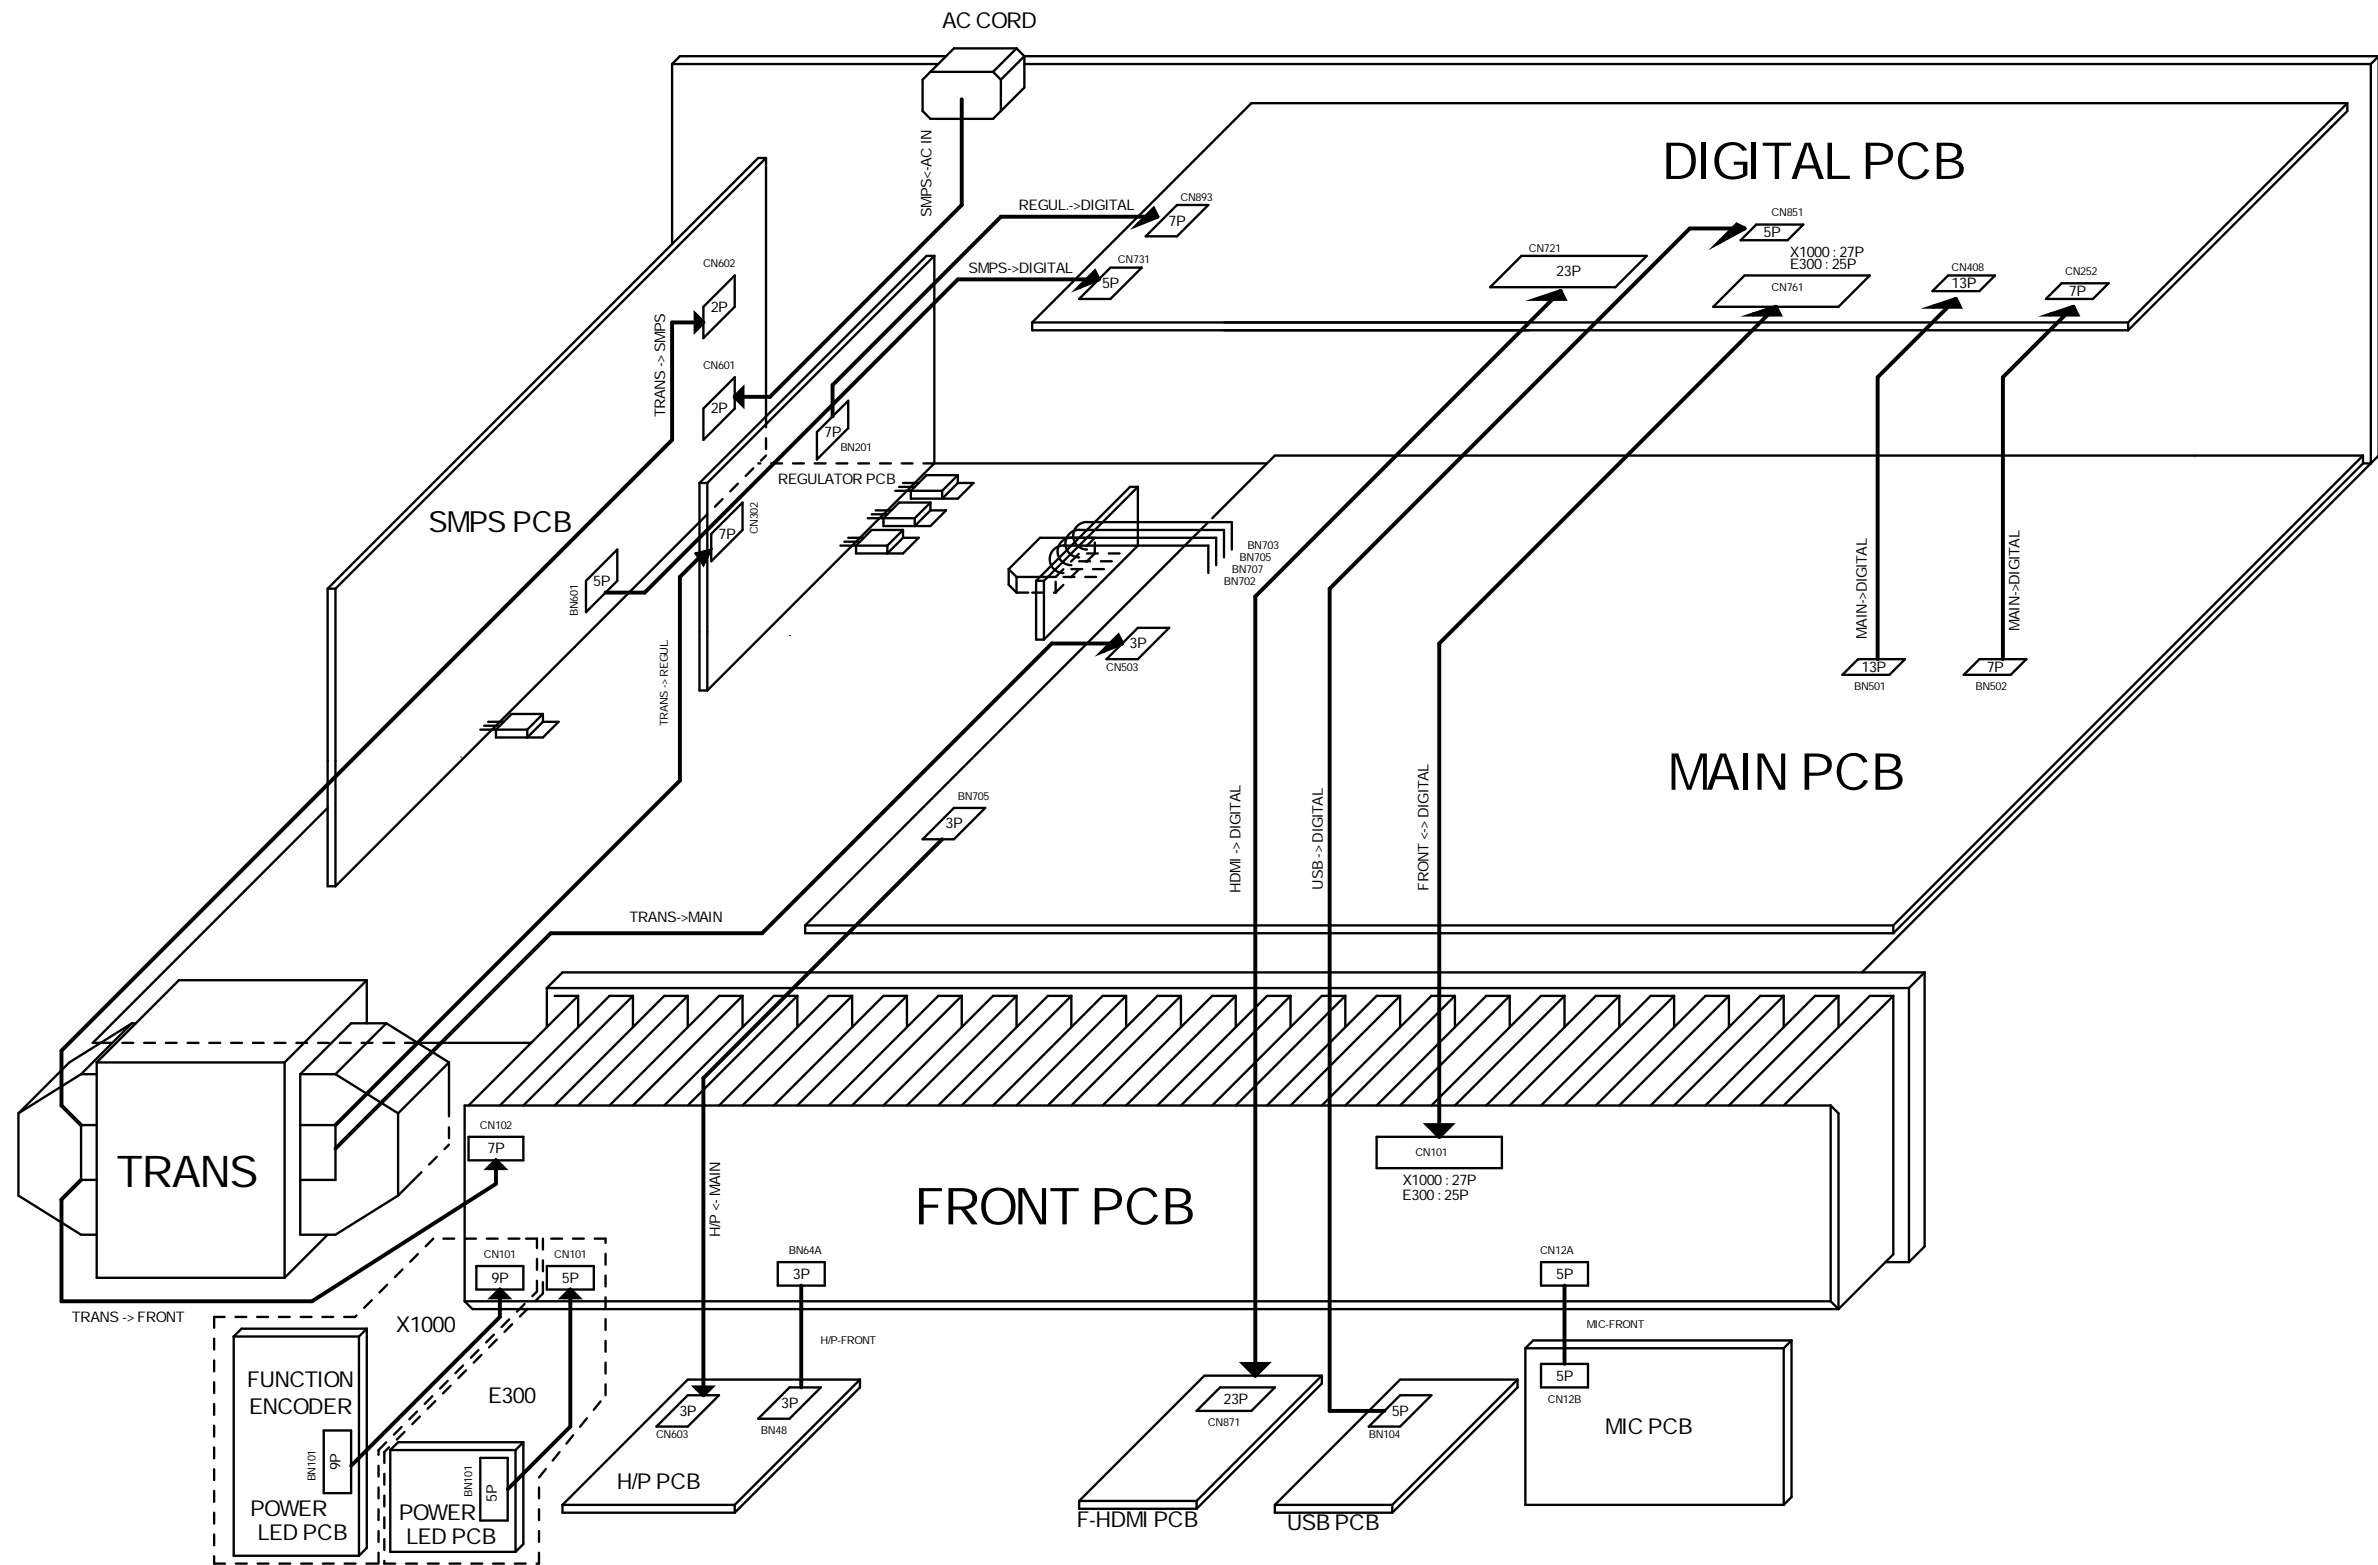 AC CORD
SMPS<-AC IN
DIGITAL PCB
REGUL.->DIGITAL
CN893
7P
SMPS->DIGITAL
CN731
5P
CN721
23P
CN851
5P
X1000 : 27P
E300 : 25P
CN761
CN408
13P
CN252
7P
CN602
2P
TRANS -> SMPS
CN601
2P
7P
BN201
REGULATOR PCB
SMPS PCB
CN302
7P
BN601
5P
TRANS -> REGUL
BN703
BN705
BN707
BN702
3P
CN503
MAIN->DIGITAL
MAIN->DIGITAL
13P
BN501
7P
BN502
MAIN PCB
BN705
3P
HDMI -> DIGITAL
USB -> DIGITAL
FRONT <-> DIGITAL
TRANS->MAIN
TRANS
CN102
7P
H/P <- MAIN
FRONT PCB
CN101
X1000 : 27P
E300 : 25P
CN101
9P
CN101
5P
BN64A
3P
CN12A
5P
TRANS -> FRONT
X1000
H/P-FRONT
MIC-FRONT
FUNCTION
ENCODER
BN101
9P
POWER
LED PCB
E300
BN101
5P
POWER
LED PCB
3P
CN603
3P
BN48
H/P PCB
23P
CN871
F-HDMI PCB
5P
BN104
USB PCB
5P
CN12B
MIC PCB